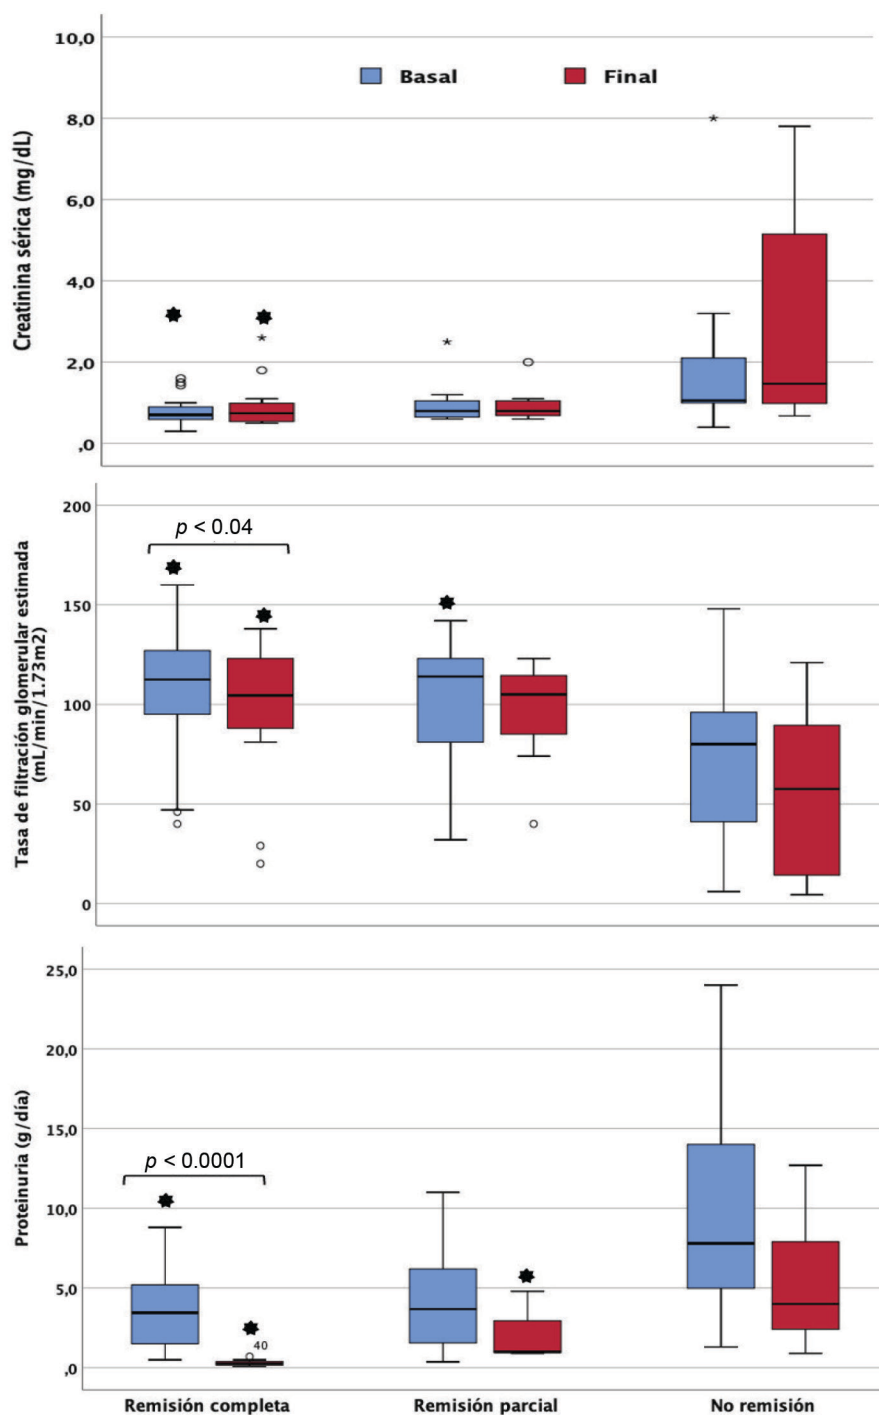 10,0
Basal Final
8,0
6,0
4,0
2,0
,0
Creatinina sérica (mg/dL)
200
p < 0.04
150
100
50
0
Tasa de filtración glomerular estimada
(mL/min/1.73m2)
25,0
20,0
15,0
p < 0.0001
10,0
5,0
40
,0
Proteinuria (g/día)
Remisión completa Remisión parcial No remisión